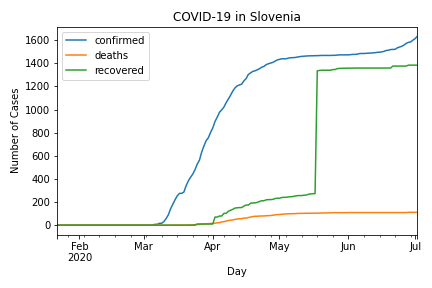 COVID-19 in Slovenia
confirmed
deaths
recovered
Number of Cases
1600
1400
1200
1000
800
600
400
200
0
Feb
2020
Mar
Apr
May
Jun
Jul
Day